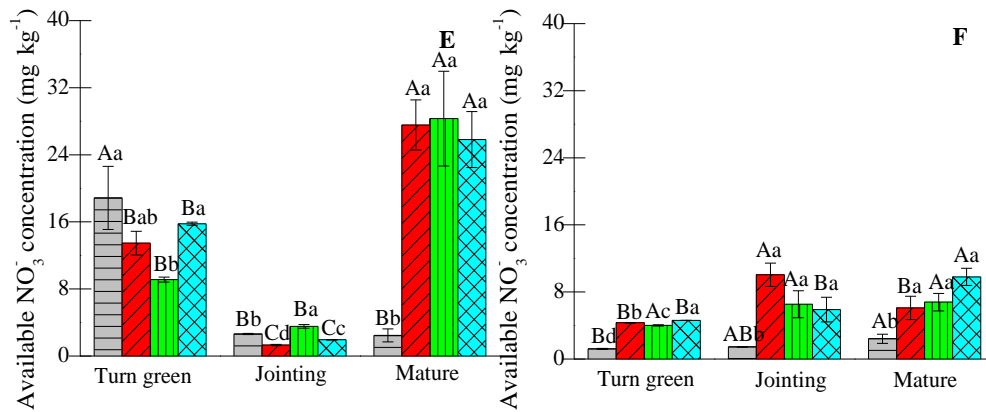 Available NO₃⁻ concentration (mg kg⁻¹)
40
32
24
16
8
0
E
Aa
Bab
Bb
Ba
Bb
Cd
Ba
Cc
Bb
Aa
Aa
Aa
Turn green
Jointing
Mature
Available NO₃⁻ concentration (mg kg⁻¹)
40
32
24
16
8
0
F
Bd
Bb
Ac
Ba
ABb
Aa
Aa
Ba
Ab
Ba
Aa
Aa
Turn green
Jointing
Mature